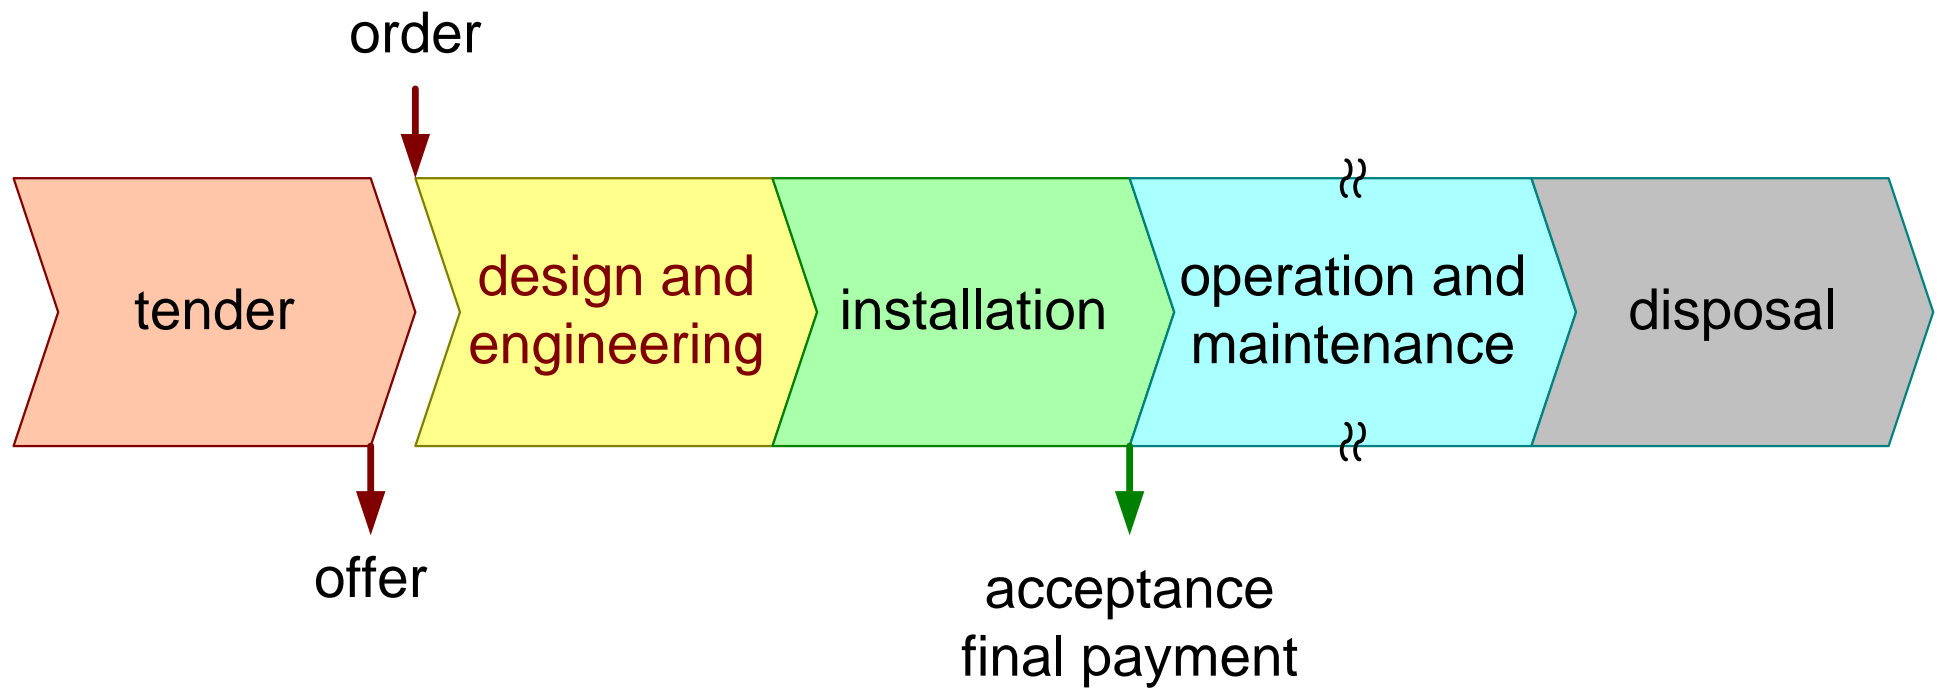 order
tender
design and
engineering
installation
operation and
maintenance
disposal
offer
acceptance
final payment